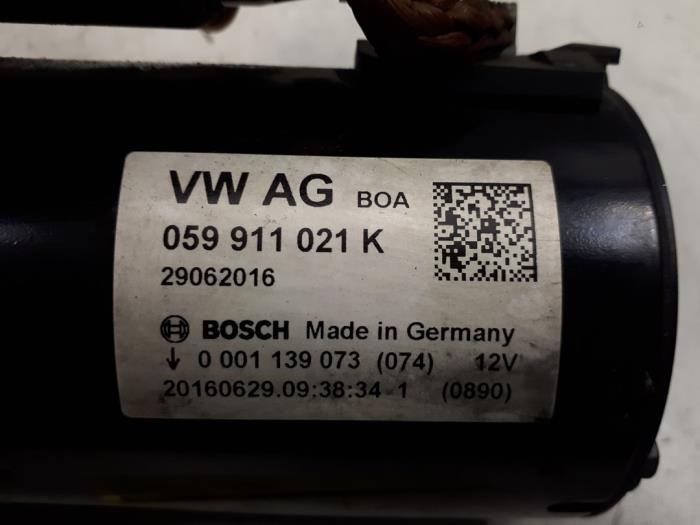 VW AG BOA
059 911 021 K
29062016
BOSCH Made in Germany
↓ 0 001 139 073 (074) 12V
20160629.09:38:34 1 (0890)